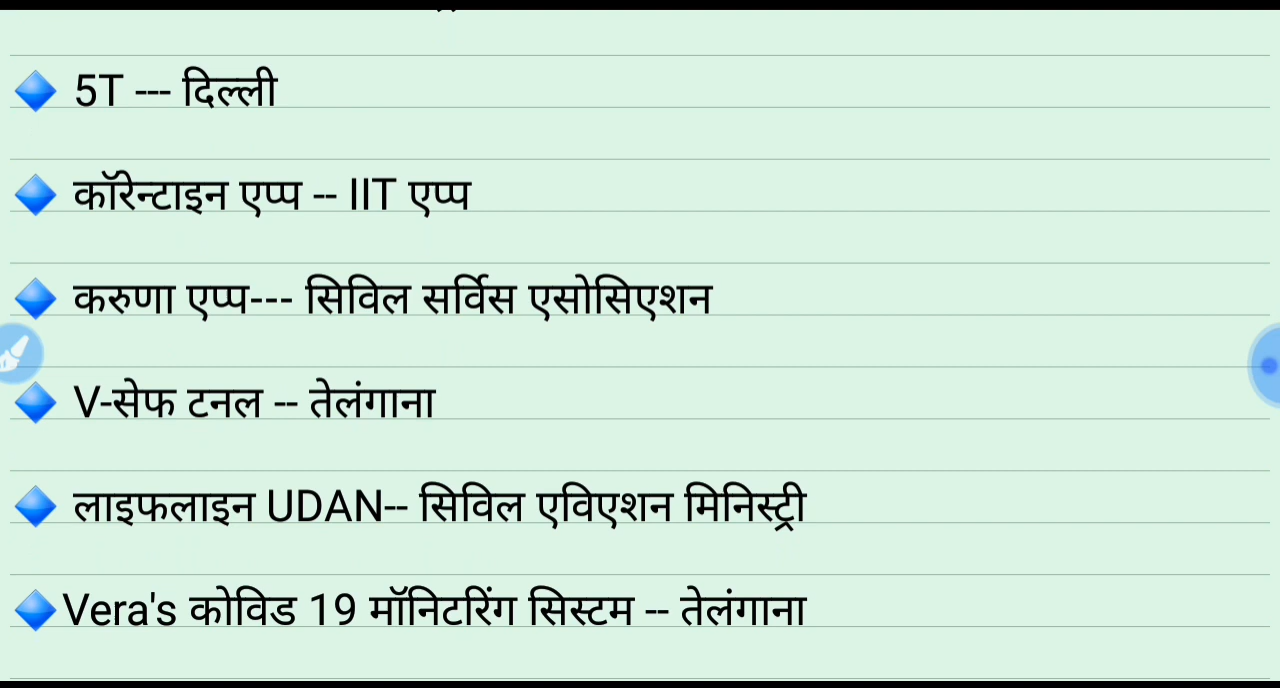 🔷 5T --- दिल्ली
🔷 कॉरेन्टाइन एप्प -- IIT एप्प
🔷 करुणा एप्प--- सिविल सर्विस एसोसिएशन
🔷 V-सेफ टनल -- तेलंगाना
🔷 लाइफलाइन UDAN-- सिविल एविएशन मिनिस्ट्री
🔷Vera's कोविड 19 मॉनिटरिंग सिस्टम -- तेलंगाना